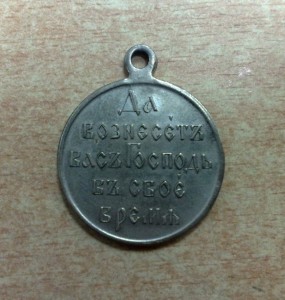 Да
вознесетъ
васъ Господь
въ свое
время